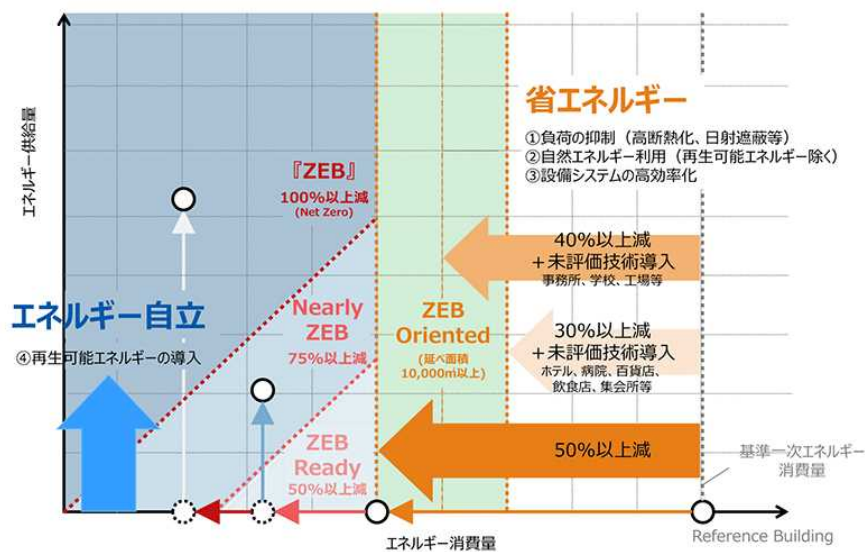 エネルギー供給量
省エネルギー
①負荷の抑制（高断熱化、日射遮蔽等）
②自然エネルギー利用（再生可能エネルギー除く）
③設備システムの高効率化
『ZEB』
100%以上減
(Net Zero)
40%以上減
＋未評価技術導入
事務所、学校、工場等
エネルギー自立
④再生可能エネルギーの導入
Nearly
ZEB
75%以上減
ZEB
Oriented
(延べ面積
10,000㎡以上)
30%以上減
＋未評価技術導入
ホテル、病院、百貨店、
飲食店、集会所等
ZEB
Ready
50%以上減
50%以上減
基準一次エネルギー
消費量
エネルギー消費量
Reference Building